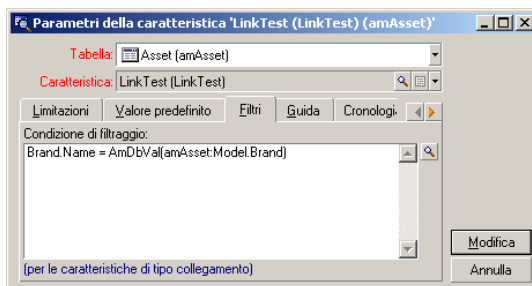 Parametri della caratteristica 'LinkTest (LinkTest) (amAsset)'
Tabella: Asset (amAsset)
Caratteristica: LinkTest (LinkTest)
Limitazioni Valore predefinito Filtri Guida Cronologi
Condizione di filtraggio:
Brand.Name = AmDbVal(amAsset:Model.Brand)
Modifica
(per le caratteristiche di tipo collegamento) Annulla